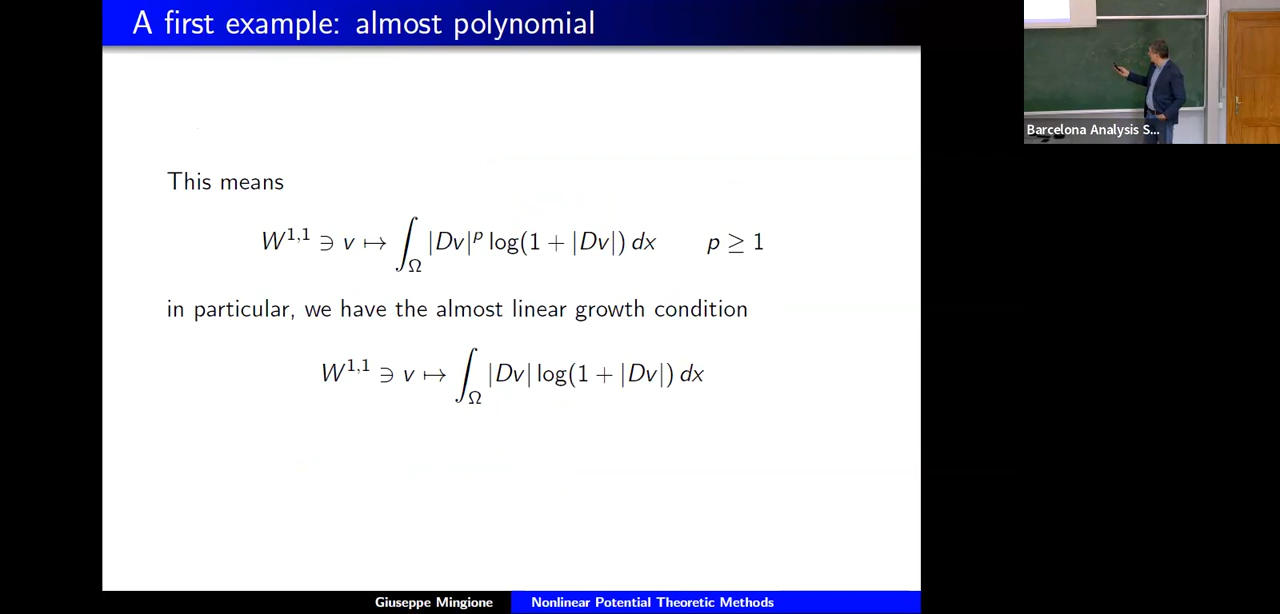 A first example: almost polynomial
Barcelona Analysis S...
This means
W^{1,1} ∋ v ↦ ∫_Ω |Dv|^p log(1 + |Dv|) dx p ≥ 1
in particular, we have the almost linear growth condition
W^{1,1} ∋ v ↦ ∫_Ω |Dv| log(1 + |Dv|) dx
Giuseppe Mingione Nonlinear Potential Theoretic Methods